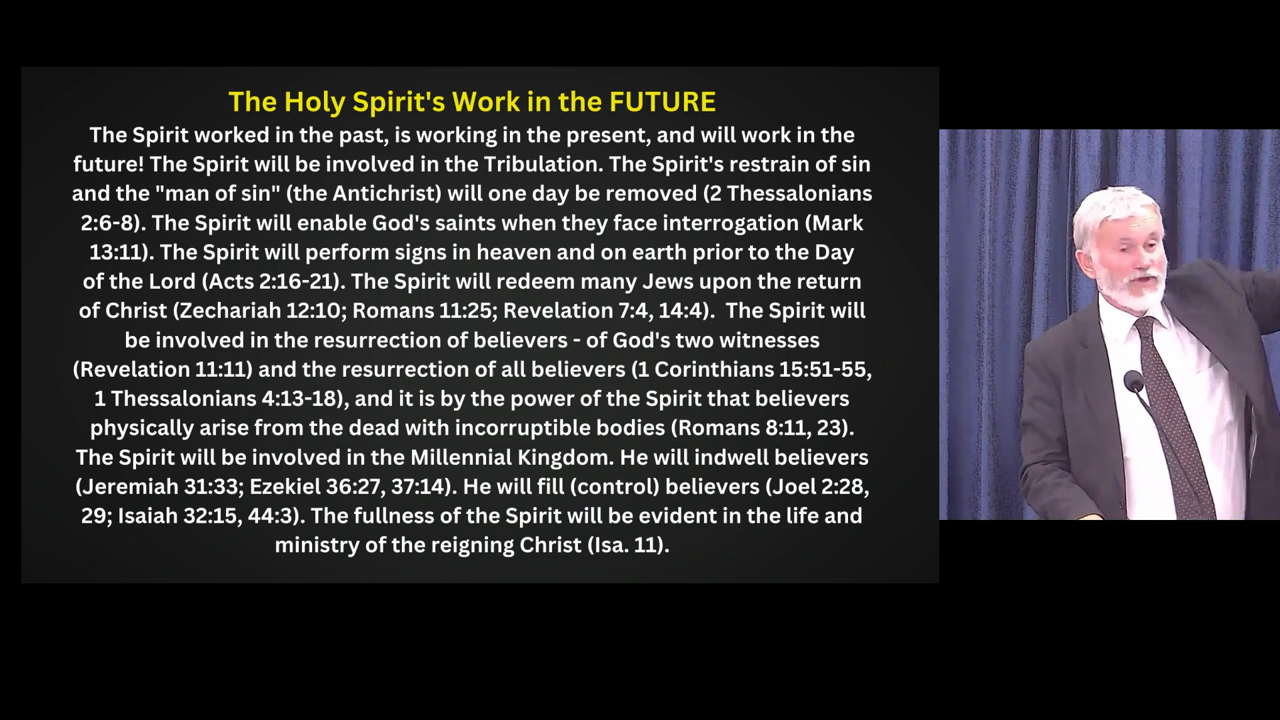 The Holy Spirit's Work in the FUTURE
The Spirit worked in the past, is working in the present, and will work in the
future! The Spirit will be involved in the Tribulation. The Spirit's restrain of sin
and the "man of sin" (the Antichrist) will one day be removed (2 Thessalonians
2:6-8). The Spirit will enable God's saints when they face interrogation (Mark
13:11). The Spirit will perform signs in heaven and on earth prior to the Day
of the Lord (Acts 2:16-21). The Spirit will redeem many Jews upon the return
of Christ (Zechariah 12:10; Romans 11:25; Revelation 7:4, 14:4).  The Spirit will
be involved in the resurrection of believers - of God's two witnesses
(Revelation 11:11) and the resurrection of all believers (1 Corinthians 15:51-55,
1 Thessalonians 4:13-18), and it is by the power of the Spirit that believers
physically arise from the dead with incorruptible bodies (Romans 8:11, 23).
The Spirit will be involved in the Millennial Kingdom. He will indwell believers
(Jeremiah 31:33; Ezekiel 36:27, 37:14). He will fill (control) believers (Joel 2:28,
29; Isaiah 32:15, 44:3). The fullness of the Spirit will be evident in the life and
ministry of the reigning Christ (Isa. 11).